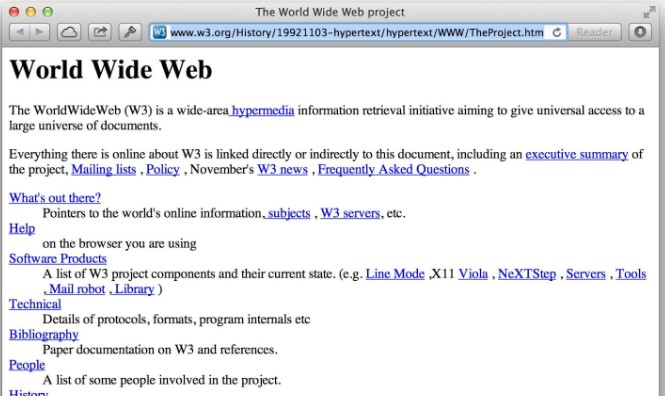 The World Wide Web project
W3 www.w3.org/History/19921103-hypertext/hypertext/WWW/TheProject.htm
Reader
World Wide Web
The WorldWideWeb (W3) is a wide-area hypermedia information retrieval initiative aiming to give universal access to a
large universe of documents.
Everything there is online about W3 is linked directly or indirectly to this document, including an executive summary of
the project, Mailing lists , Policy , November's W3 news , Frequently Asked Questions .
What's out there?
Pointers to the world's online information, subjects , W3 servers, etc.
Help
on the browser you are using
Software Products
A list of W3 project components and their current state. (e.g. Line Mode ,X11 Viola , NeXTStep , Servers , Tools
, Mail robot , Library )
Technical
Details of protocols, formats, program internals etc
Bibliography
Paper documentation on W3 and references.
People
A list of some people involved in the project.
History